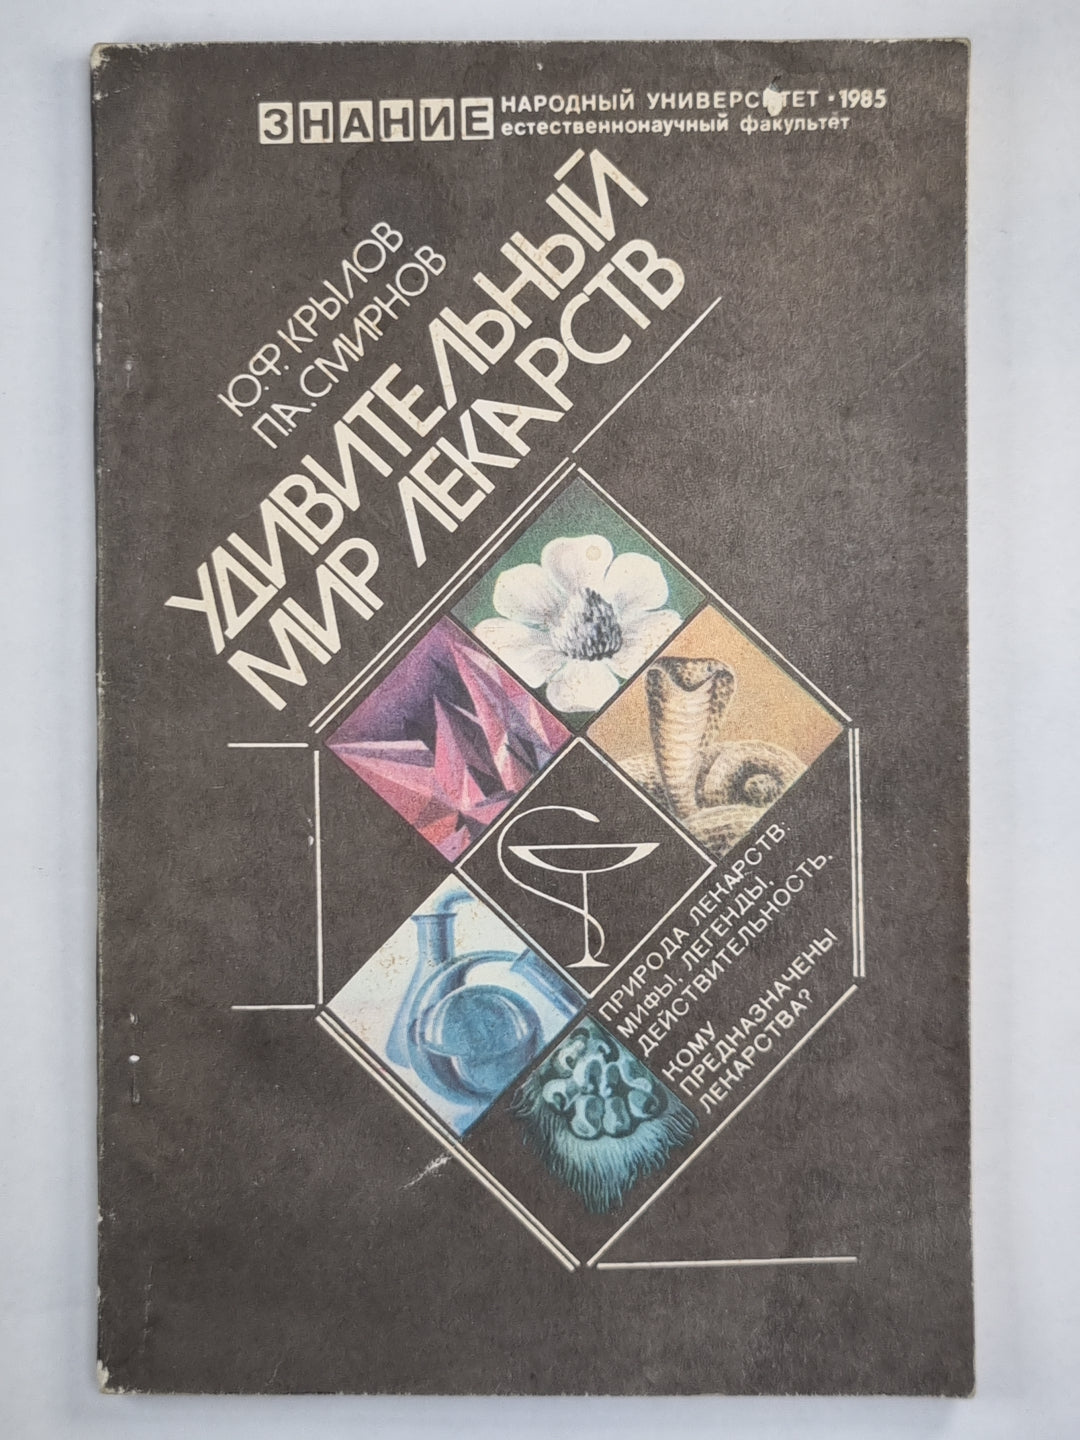 ЗНАНИЕ
НАРОДНЫЙ УНИВЕРСИТЕТ · 1985
естественнонаучный факультет
Ю.Ф. КРЫЛОВ
П.А. СМИРНОВ
УДИВИТЕЛЬНЫЙ
МИР ЛЕКАРСТВ
ПРИРОДА ЛЕКАРСТВ:
МИФЫ, ЛЕГЕНДЫ,
ДЕЙСТВИТЕЛЬНОСТЬ.
КОМУ
ПРЕДНАЗНАЧЕНЫ
ЛЕКАРСТВА?